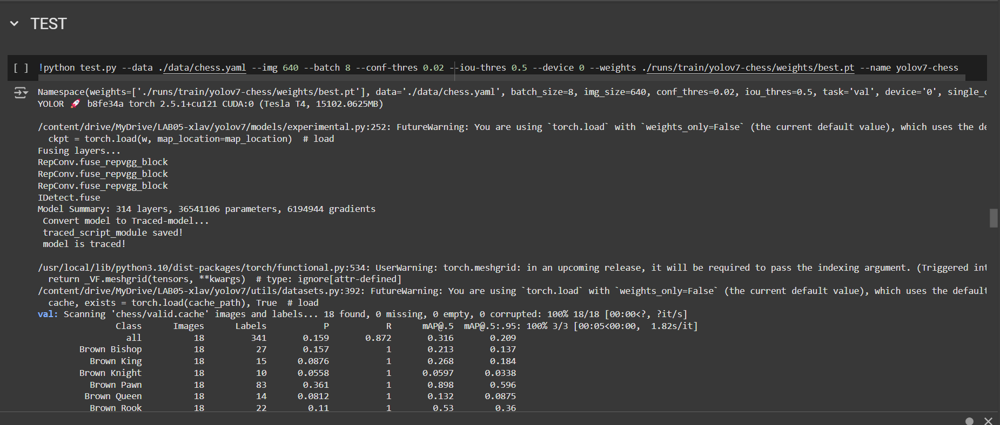 TEST
[ ] !python test.py --data ./data/chess.yaml --img 640 --batch 8 --conf-thres 0.02 --iou-thres 0.5 --device 0 --weights ./runs/train/yolov7-chess/weights/best.pt --name yolov7-chess
Namespace(weights=['./runs/train/yolov7-chess/weights/best.pt'], data='./data/chess.yaml', batch_size=8, img_size=640, conf_thres=0.02, iou_thres=0.5, task='val', device='0', single_c
YOLOR 🚀 b8fe34a torch 2.5.1+cu121 CUDA:0 (Tesla T4, 15102.0625MB)
/content/drive/MyDrive/LAB05-xlav/yolov7/models/experimental.py:252: FutureWarning: You are using `torch.load` with `weights_only=False` (the current default value), which uses the de
ckpt = torch.load(w, map_location=map_location)  # load
Fusing layers...
RepConv.fuse_repvgg_block
RepConv.fuse_repvgg_block
RepConv.fuse_repvgg_block
IDetect.fuse
Model Summary: 314 layers, 36541106 parameters, 6194944 gradients
Convert model to Traced-model...
traced_script_module saved!
model is traced!
/usr/local/lib/python3.10/dist-packages/torch/functional.py:534: UserWarning: torch.meshgrid: in an upcoming release, it will be required to pass the indexing argument. (Triggered int
return _VF.meshgrid(tensors, **kwargs)  # type: ignore[attr-defined]
/content/drive/MyDrive/LAB05-xlav/yolov7/utils/datasets.py:392: FutureWarning: You are using `torch.load` with `weights_only=False` (the current default value), which uses the default
cache, exists = torch.load(cache_path), True  # load
val: Scanning 'chess/valid.cache' images and labels... 18 found, 0 missing, 0 empty, 0 corrupted: 100% 18/18 [00:00<?, ?it/s]
Class Images Labels P R mAP@.5 mAP@.5:.95: 100% 3/3 [00:05<00:00,  1.82s/it]
all 18 341 0.159 0.872 0.316 0.209
Brown Bishop 18 27 0.157 1 0.213 0.137
Brown King 18 15 0.0876 1 0.268 0.184
Brown Knight 18 10 0.0558 1 0.0597 0.0338
Brown Pawn 18 83 0.361 1 0.898 0.596
Brown Queen 18 14 0.0812 1 0.132 0.0875
Brown Rook 18 22 0.11 1 0.53 0.36